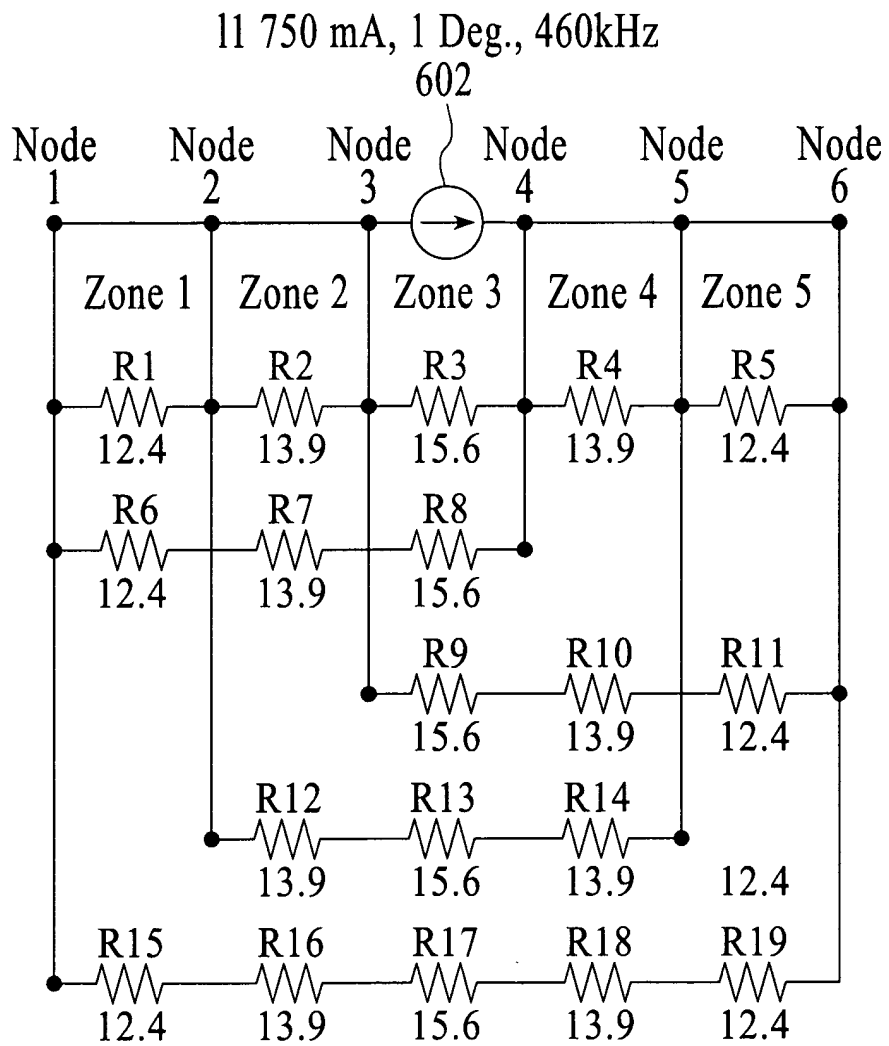 l1 750 mA, 1 Deg., 460kHz
602
Node Node Node Node Node Node
1 2 3 4 5 6
Zone 1 Zone 2 Zone 3 Zone 4 Zone 5
R1 R2 R3 R4 R5
12.4 13.9 15.6 13.9 12.4
R6 R7 R8
12.4 13.9 15.6
R9 R10 R11
15.6 13.9 12.4
R12 R13 R14
13.9 15.6 13.9 12.4
R15 R16 R17 R18 R19
12.4 13.9 15.6 13.9 12.4